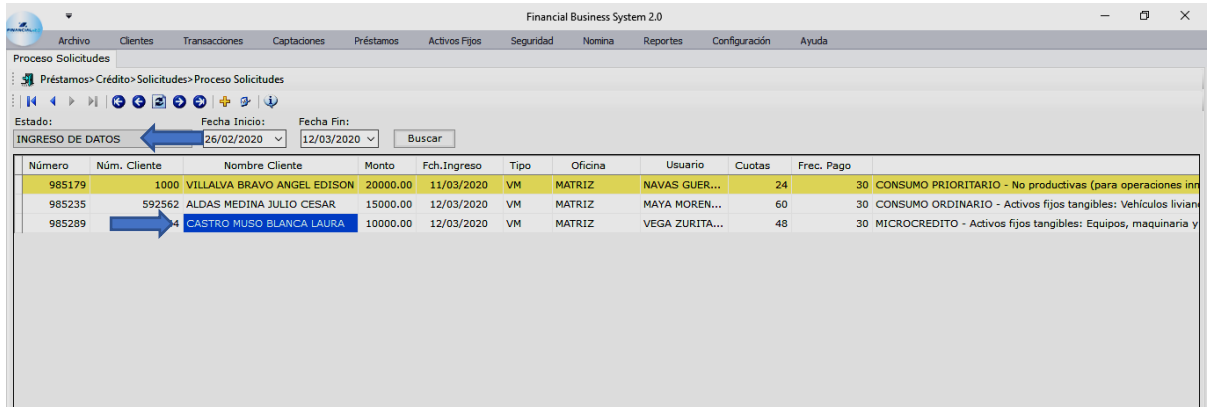 Financial Business System 2.0
FINANCIAL
Archivo Clientes Transacciones Captaciones Préstamos Activos Fijos Seguridad Nomina Reportes Configuración Ayuda
Proceso Solicitudes
Préstamos>Crédito>Solicitudes>Proceso Solicitudes
Estado: Fecha Inicio: Fecha Fin:
INGRESO DE DATOS 26/02/2020 12/03/2020 Buscar
Número Núm. Cliente Nombre Cliente Monto Fch.Ingreso Tipo Oficina Usuario Cuotas Frec. Pago
985179 1000 VILLALVA BRAVO ANGEL EDISON 20000.00 11/03/2020 VM MATRIZ NAVAS GUER... 24 30 CONSUMO PRIORITARIO - No productivas (para operaciones inm
985235 592562 ALDAS MEDINA JULIO CESAR 15000.00 12/03/2020 VM MATRIZ MAYA MOREN... 60 30 CONSUMO ORDINARIO - Activos fijos tangibles: Vehículos livian
985289 4 CASTRO MUSO BLANCA LAURA 10000.00 12/03/2020 VM MATRIZ VEGA ZURITA... 48 30 MICROCREDITO - Activos fijos tangibles: Equipos, maquinaria y